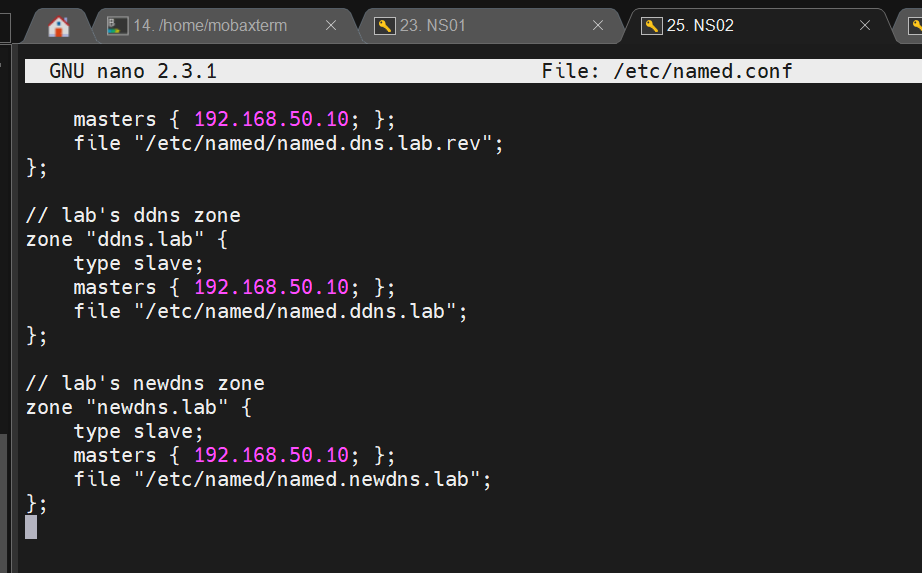 14. /home/mobaxterm
23. NS01
25. NS02
GNU nano 2.3.1 File: /etc/named.conf
masters { 192.168.50.10; };
file "/etc/named/named.dns.lab.rev";
};
// lab's ddns zone
zone "ddns.lab" {
type slave;
masters { 192.168.50.10; };
file "/etc/named/named.ddns.lab";
};
// lab's newdns zone
zone "newdns.lab" {
type slave;
masters { 192.168.50.10; };
file "/etc/named/named.newdns.lab";
};